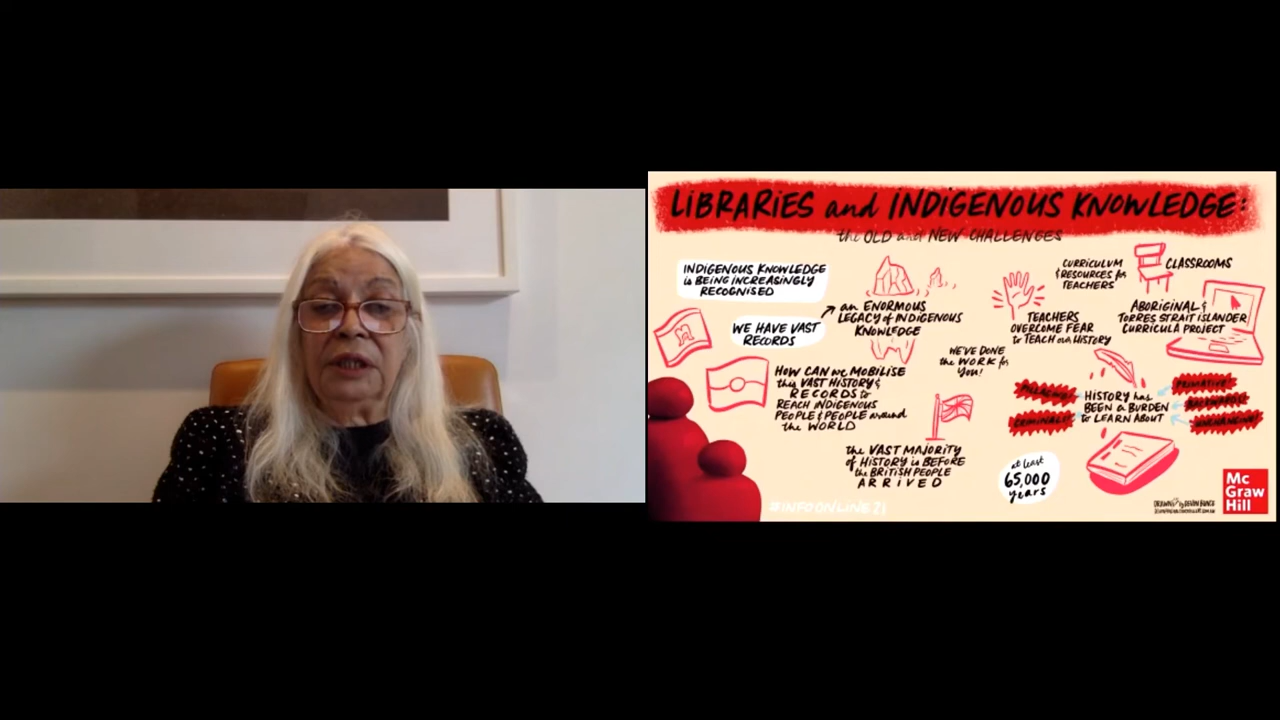 LIBRARIES and INDIGENOUS KNOWLEDGE:
the OLD and NEW CHALLENGES
INDIGENOUS KNOWLEDGE
is BEING INCREASINGLY
RECOGNISED
WE HAVE VAST
RECORDS
an ENORMOUS
LEGACY of INDIGENOUS
KNOWLEDGE
HOW CAN we MOBILISE
this VAST HISTORY &
RECORDS to
REACH INDIGENOUS
PEOPLE & PEOPLE around
the WORLD
the VAST MAJORITY
of HISTORY is BEFORE
the BRITISH PEOPLE
ARRIVED
CURRICULUM
& RESOURCES for
TEACHERS
CLASSROOMS
TEACHERS
OVERCOME FEAR
to TEACH our HISTORY
ABORIGINAL &
TORRES STRAIT ISLANDER
CURRICULA PROJECT
WE'VE DONE
the WORK for
YOU!
HISTORY has
BEEN a BURDEN
to LEARN ABOUT
CRIMINALS!
PRIMATIVE!
BACKWARDS!
UNCHANGING!
at least
65,000
years
#INFOONLINE21
DRAWN by
Mc
Graw
Hill